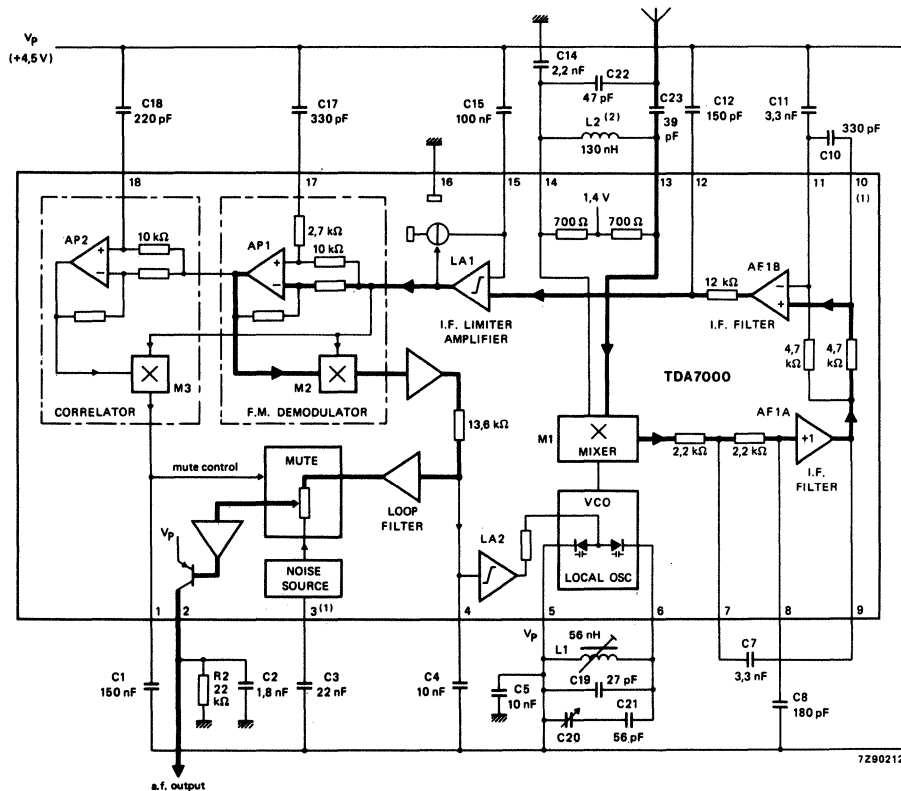 Vp
(+4,5 V)
C18
220 pF
C17
330 pF
C15
100 nF
C14
2,2 nF
C22
47 pF
C23
39
pF
L2 (2)
130 nH
C12
150 pF
C11
3,3 nF
330 pF
C10
18
17
16
15
14
13
12
11
10
(1)
1,4 V
700 Ω
700 Ω
AP2
10 kΩ
2,7 kΩ
AP1
10 kΩ
+
−
+
−
LA1
I.F. LIMITER
AMPLIFIER
12 kΩ
AF1B
−
+
I.F. FILTER
4,7
kΩ
4,7
kΩ
TDA7000
M3
CORRELATOR
M2
F.M. DEMODULATOR
13,6 kΩ
M1
MIXER
2,2 kΩ
2,2 kΩ
AF1A
+1
I.F.
FILTER
mute control
MUTE
LOOP
FILTER
LA2
VCO
LOCAL OSC
Vp
NOISE
SOURCE
1
2
3 (1)
4
5
6
7
8
9
Vp
56 nH
L1
C19
27 pF
C20
C21
56 pF
C5
10 nF
C7
3,3 nF
C8
180 pF
C1
150 nF
R2
22
kΩ
C2
1,8 nF
C3
22 nF
C4
10 nF
a.f. output
7Z90212